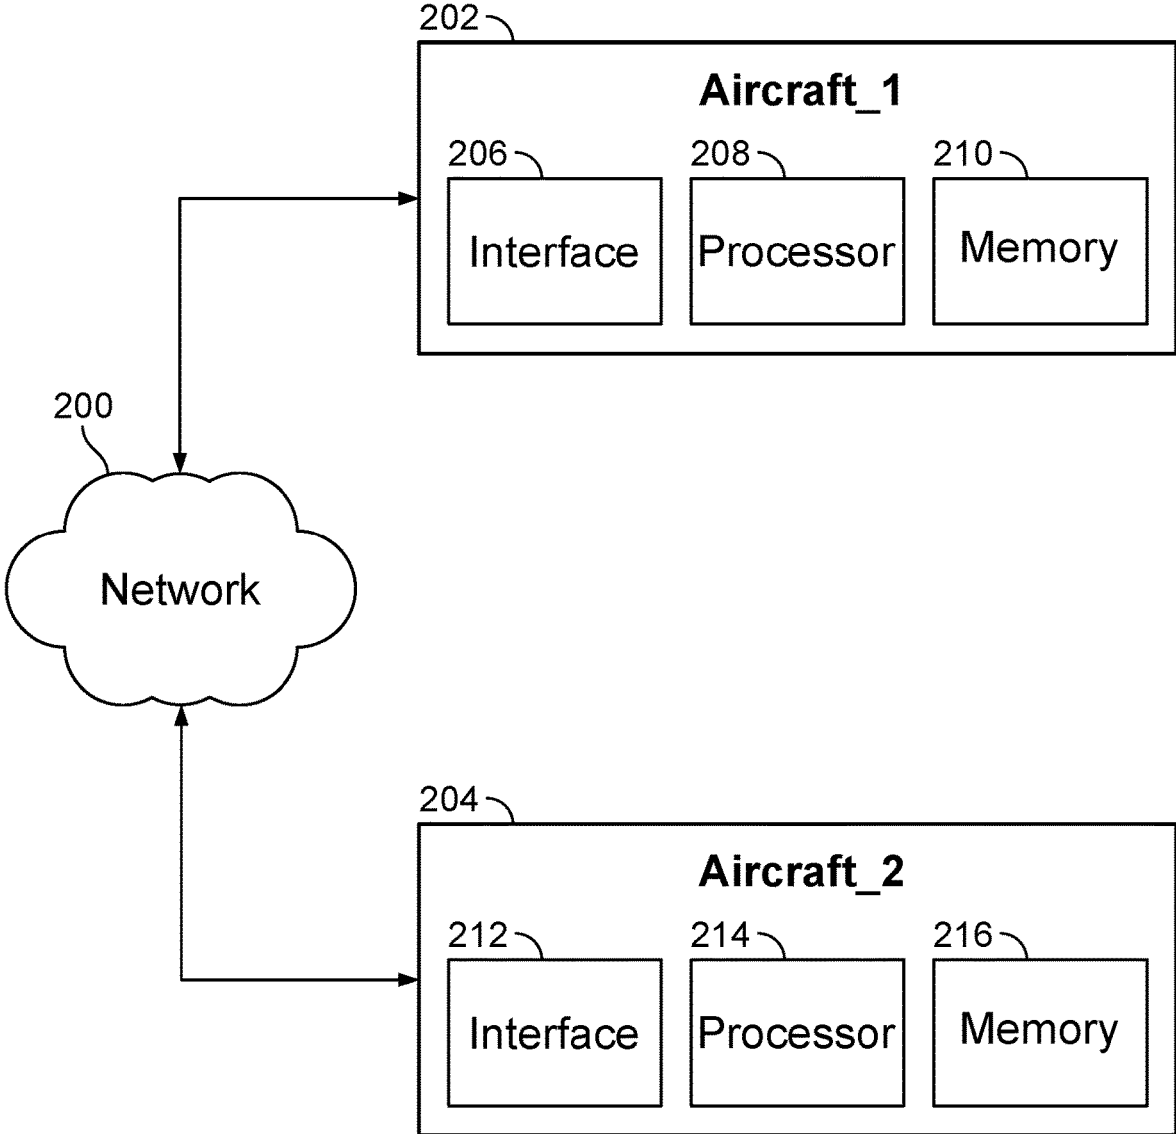 202
Aircraft_1
206 208 210
Interface Processor Memory
200
Network
204
Aircraft_2
212 214 216
Interface Processor Memory